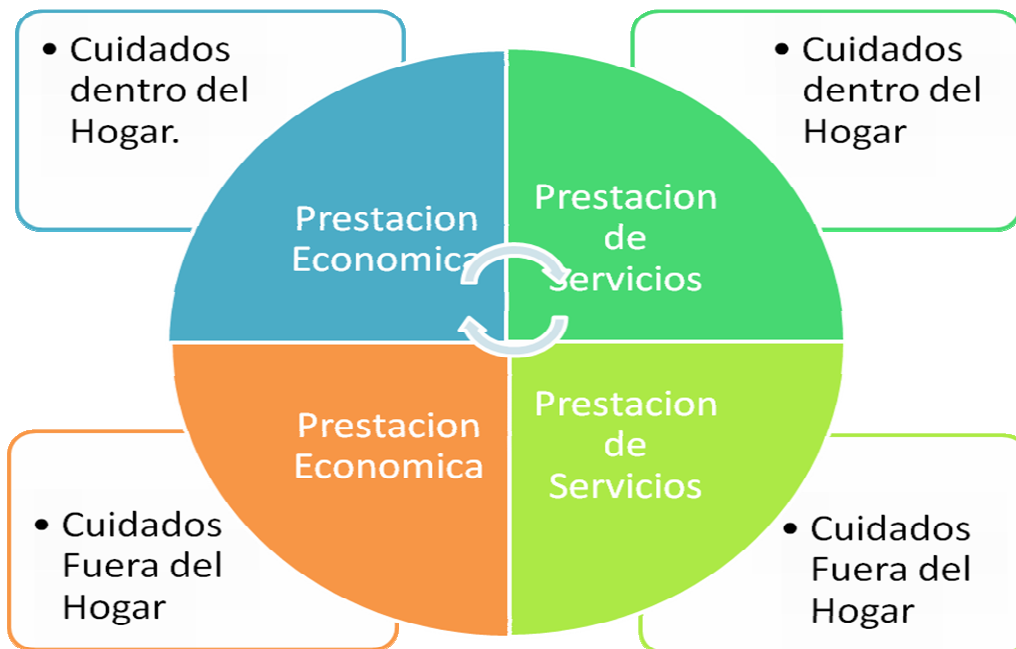 • Cuidados
dentro del
Hogar.
• Cuidados
dentro del
Hogar
Prestacion
Economica
Prestacion
de
Servicios
Prestacion
Economica
Prestacion
de
Servicios
• Cuidados
Fuera del
Hogar
• Cuidados
Fuera del
Hogar